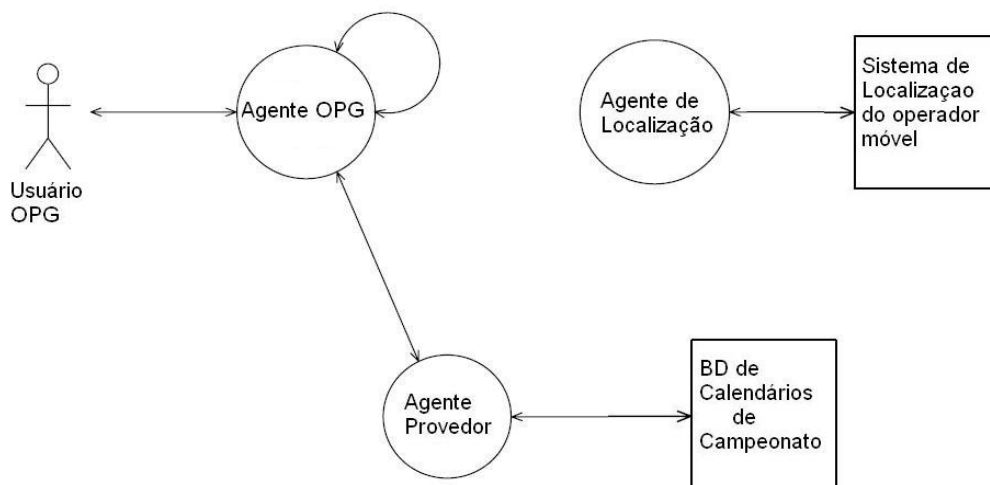 Usuário
OPG
Agente OPG
Agente de
Localização
Sistema de
Localizaçao
do operador
móvel
Agente
Provedor
BD de
Calendários
de
Campeonato